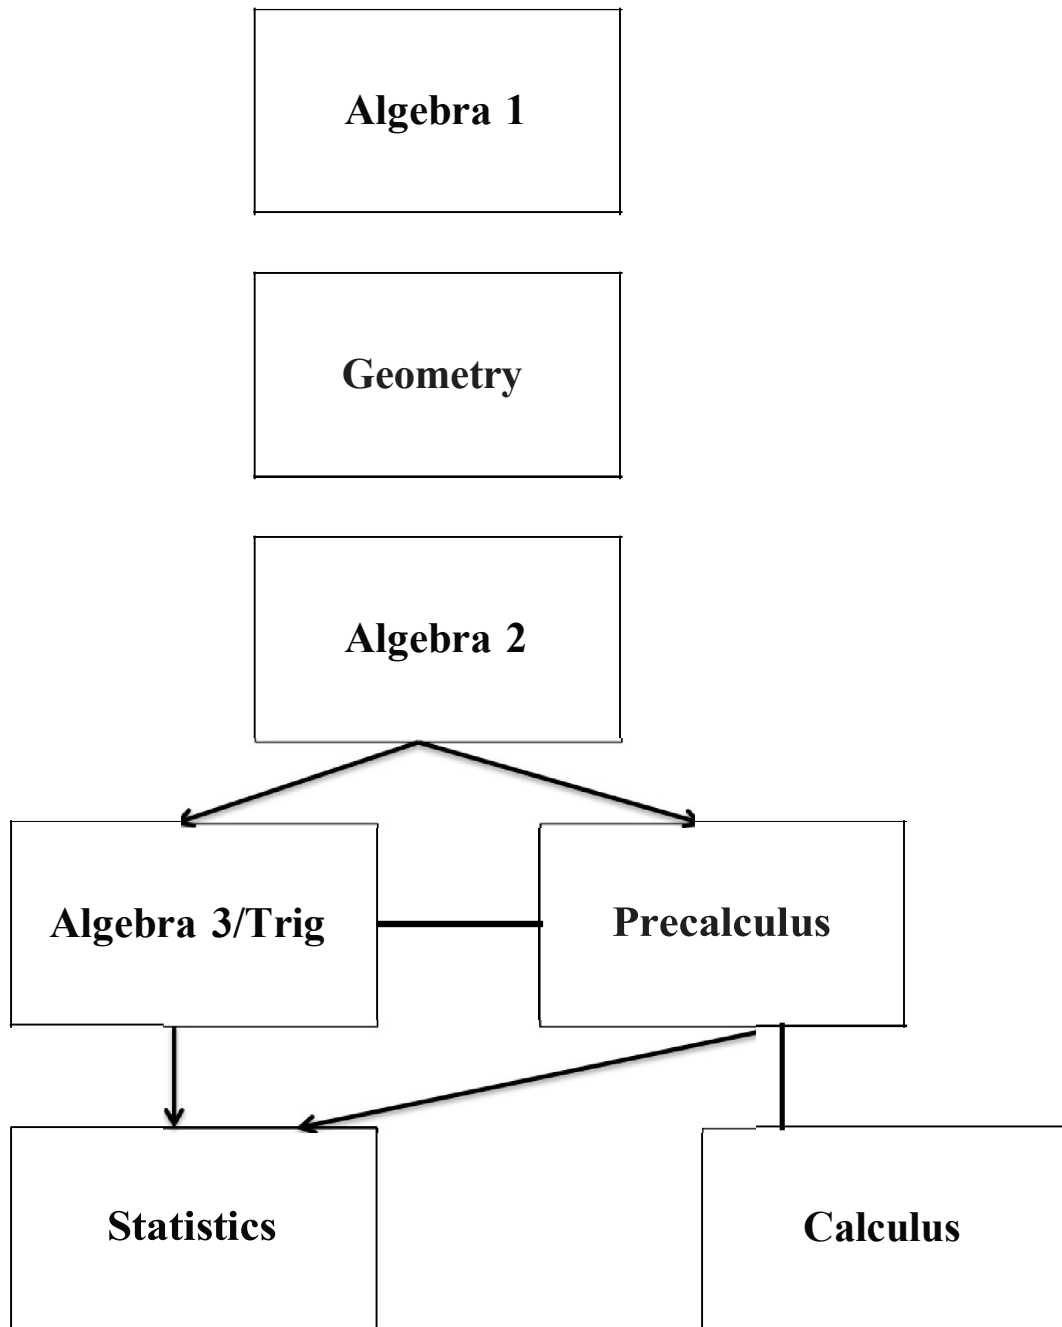 Algebra 1
Geometry
Algebra 2
Algebra 3/Trig
Precalculus
Statistics
Calculus